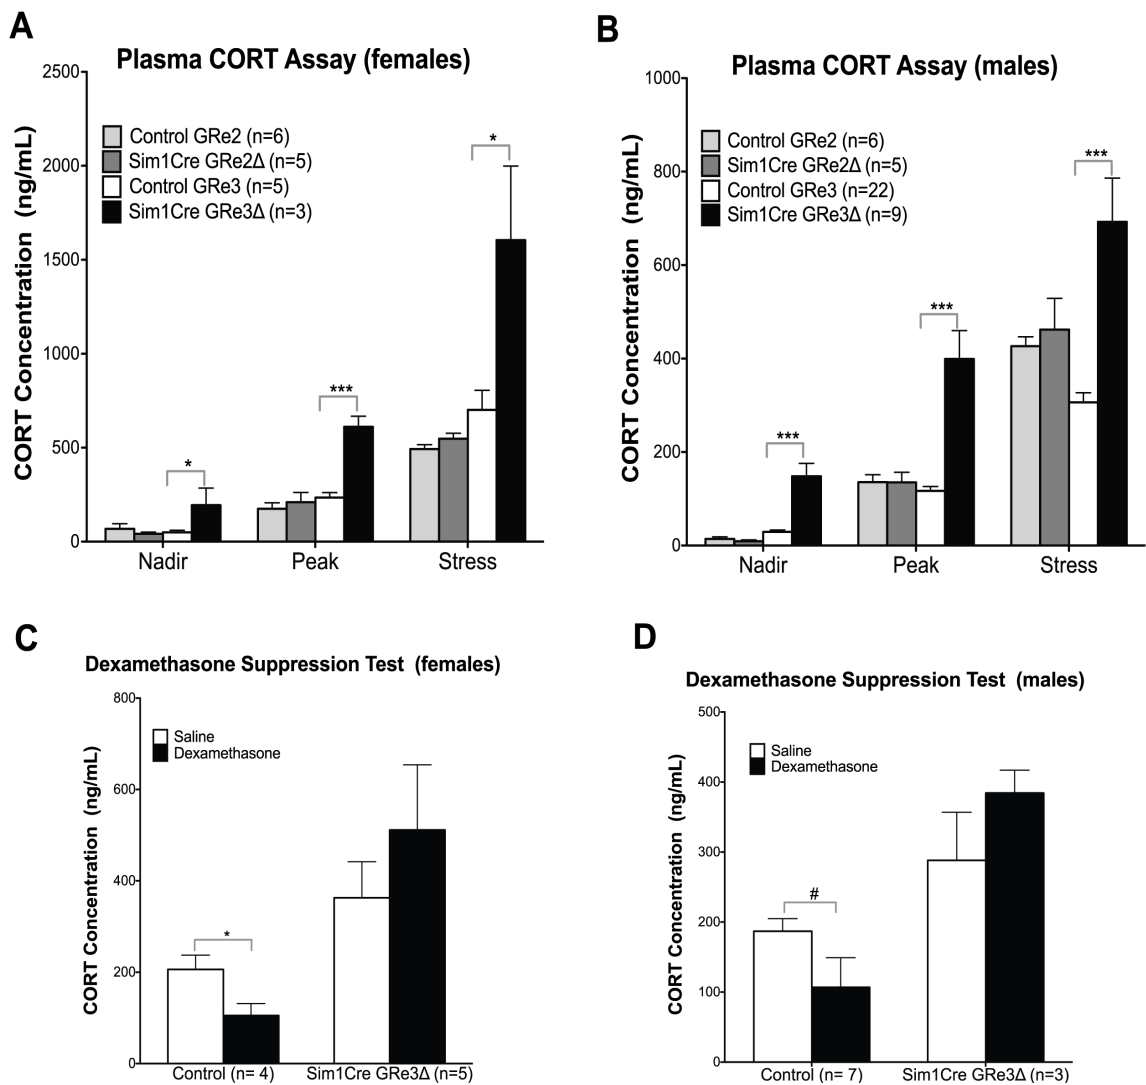 A
Plasma CORT Assay (females)
CORT Concentration (ng/mL)
2500
2000
1500
1000
500
0
Control GRe2 (n=6)
Sim1Cre GRe2Δ (n=5)
Control GRe3 (n=5)
Sim1Cre GRe3Δ (n=3)
*
***
*
Nadir
Peak
Stress
B
Plasma CORT Assay (males)
CORT Concentration (ng/mL)
1000
800
600
400
200
0
Control GRe2 (n=6)
Sim1Cre GRe2Δ (n=5)
Control GRe3 (n=22)
Sim1Cre GRe3Δ (n=9)
***
***
***
Nadir
Peak
Stress
C
Dexamethasone Suppression Test (females)
CORT Concentration (ng/mL)
800
600
400
200
0
Saline
Dexamethasone
*
Control (n= 4)
Sim1Cre GRe3Δ (n=5)
D
Dexamethasone Suppression Test (males)
CORT Concentration (ng/mL)
500
400
300
200
100
0
Saline
Dexamethasone
#
Control (n= 7)
Sim1Cre GRe3Δ (n=3)